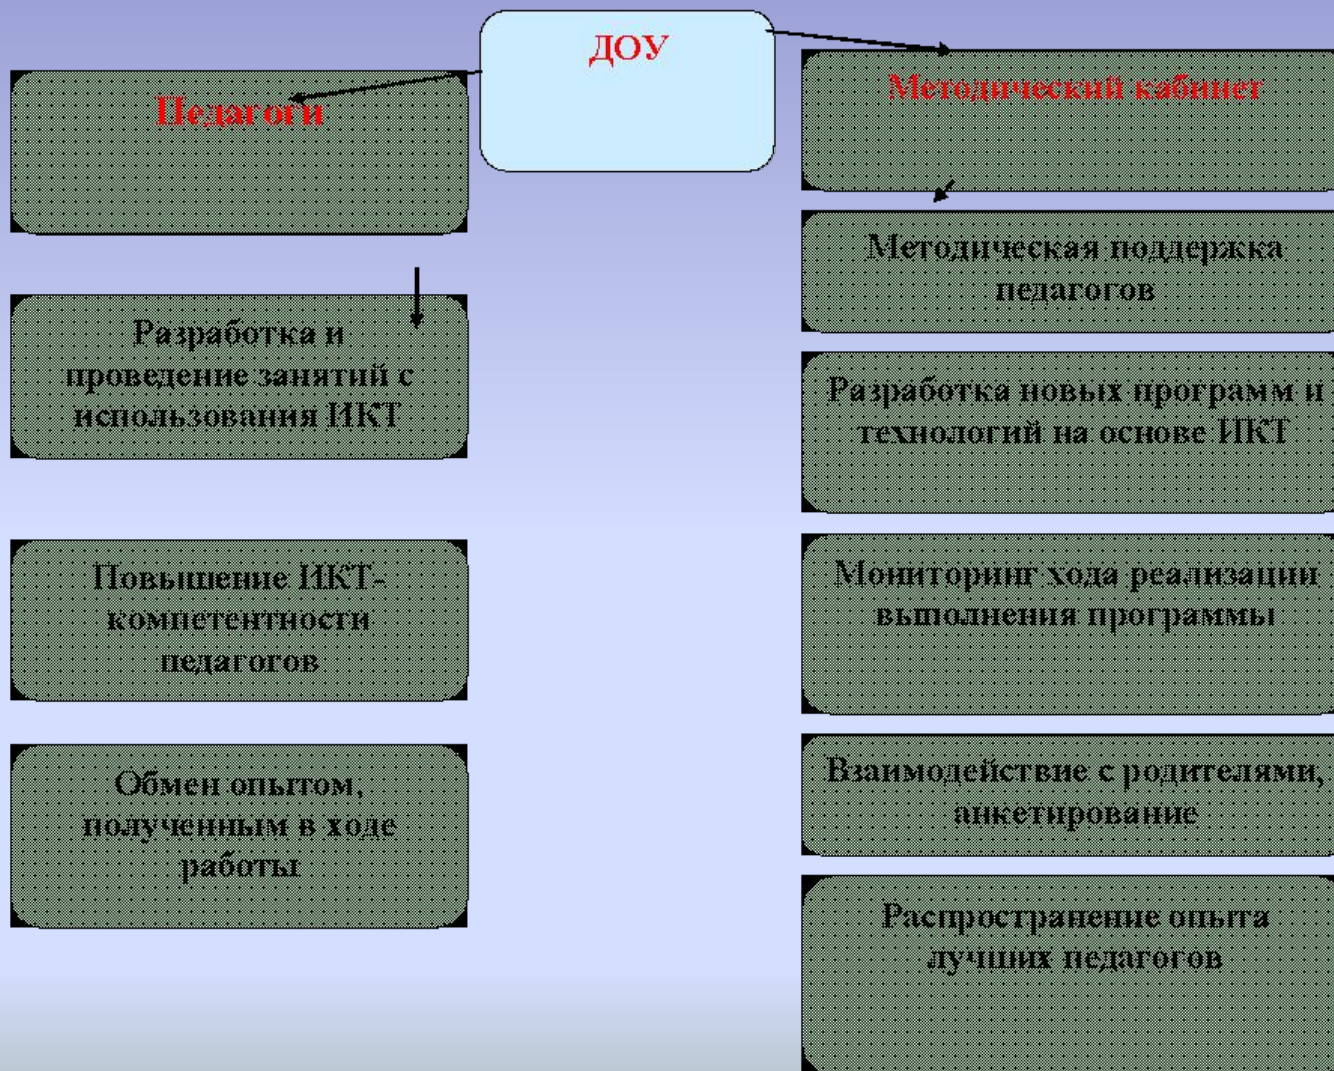 ДОУ
Педагоги
Разработка и
проведение занятий с
использования ИКТ
Повышение ИКТ-
компетентности
педагогов
Обмен опытом,
полученным в ходе
работы
Методический кабинет
Методическая поддержка
педагогов
Разработка новых программ и
технологий на основе ИКТ
Мониторинг хода реализации
выполнения программы
Взаимодействие с родителями,
анкетирование
Распространение опыта
лучших педагогов